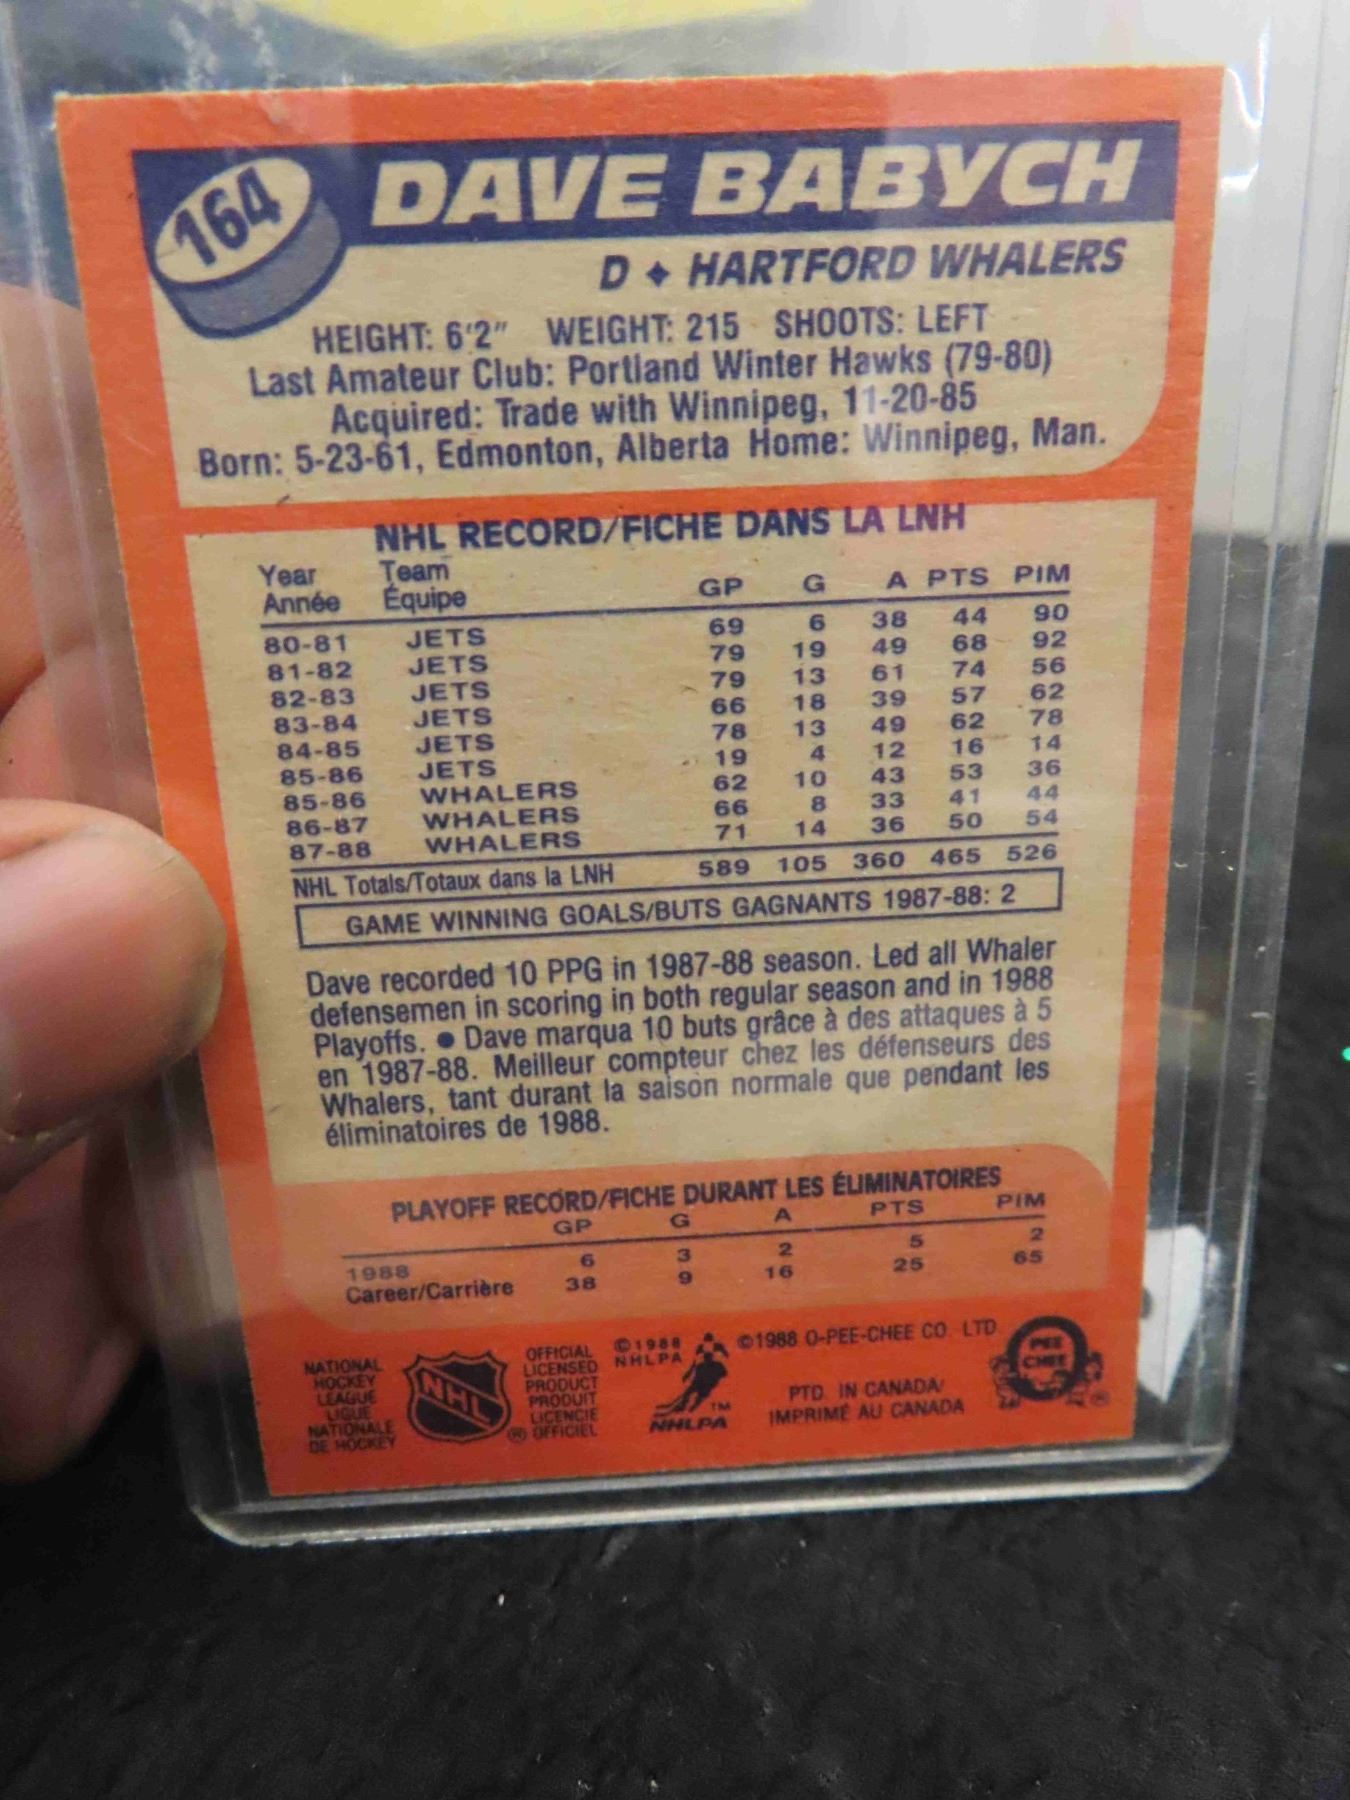 164
DAVE BABYCH
D ♦ HARTFORD WHALERS
HEIGHT: 6'2" WEIGHT: 215 SHOOTS: LEFT
Last Amateur Club: Portland Winter Hawks (79-80)
Acquired: Trade with Winnipeg, 11-20-85
Born: 5-23-61, Edmonton, Alberta Home: Winnipeg, Man.
NHL RECORD/FICHE DANS LA LNH
Year Team
Année Équipe GP G A PTS PIM
80-81 JETS 69 6 38 44 90
81-82 JETS 79 19 49 68 92
82-83 JETS 79 13 61 74 56
83-84 JETS 66 18 39 57 62
84-85 JETS 78 13 49 62 78
85-86 JETS 19 4 12 16 14
85-86 WHALERS 62 10 43 53 36
86-87 WHALERS 66 8 33 41 44
87-88 WHALERS 71 14 36 50 54
NHL Totals/Totaux dans la LNH 589 105 360 465 526
GAME WINNING GOALS/BUTS GAGNANTS 1987-88: 2
Dave recorded 10 PPG in 1987-88 season. Led all Whaler
defensemen in scoring in both regular season and in 1988
Playoffs. ● Dave marqua 10 buts grâce à des attaques à 5
en 1987-88. Meilleur compteur chez les défenseurs des
Whalers, tant durant la saison normale que pendant les
éliminatoires de 1988.
PLAYOFF RECORD/FICHE DURANT LES ÉLIMINATOIRES
GP G A PTS PIM
1988 6 3 2 5 2
Career/Carrière 38 9 16 25 65
NATIONAL
HOCKEY
LEAGUE
LIGUE
NATIONALE
DE HOCKEY
NHL
OFFICIAL
LICENSED
PRODUCT
PRODUIT
LICENCIE
® OFFICIEL
©1988
NHLPA
TM
NHLPA
©1988 O-PEE-CHEE CO. LTD
PTD. IN CANADA/
IMPRIMÉ AU CANADA
PEE
CHEE
®